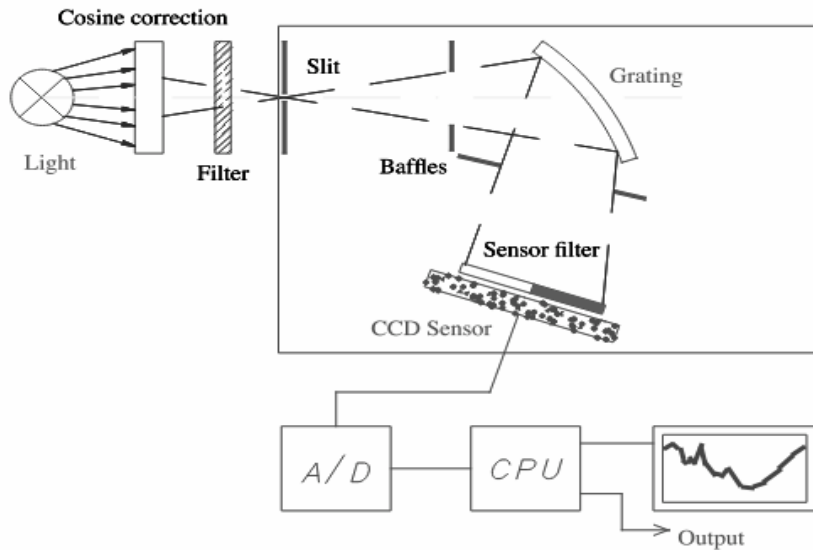 Cosine correction
Slit
Grating
Light
Filter
Baffles
Sensor filter
CCD Sensor
A/D
CPU
Output